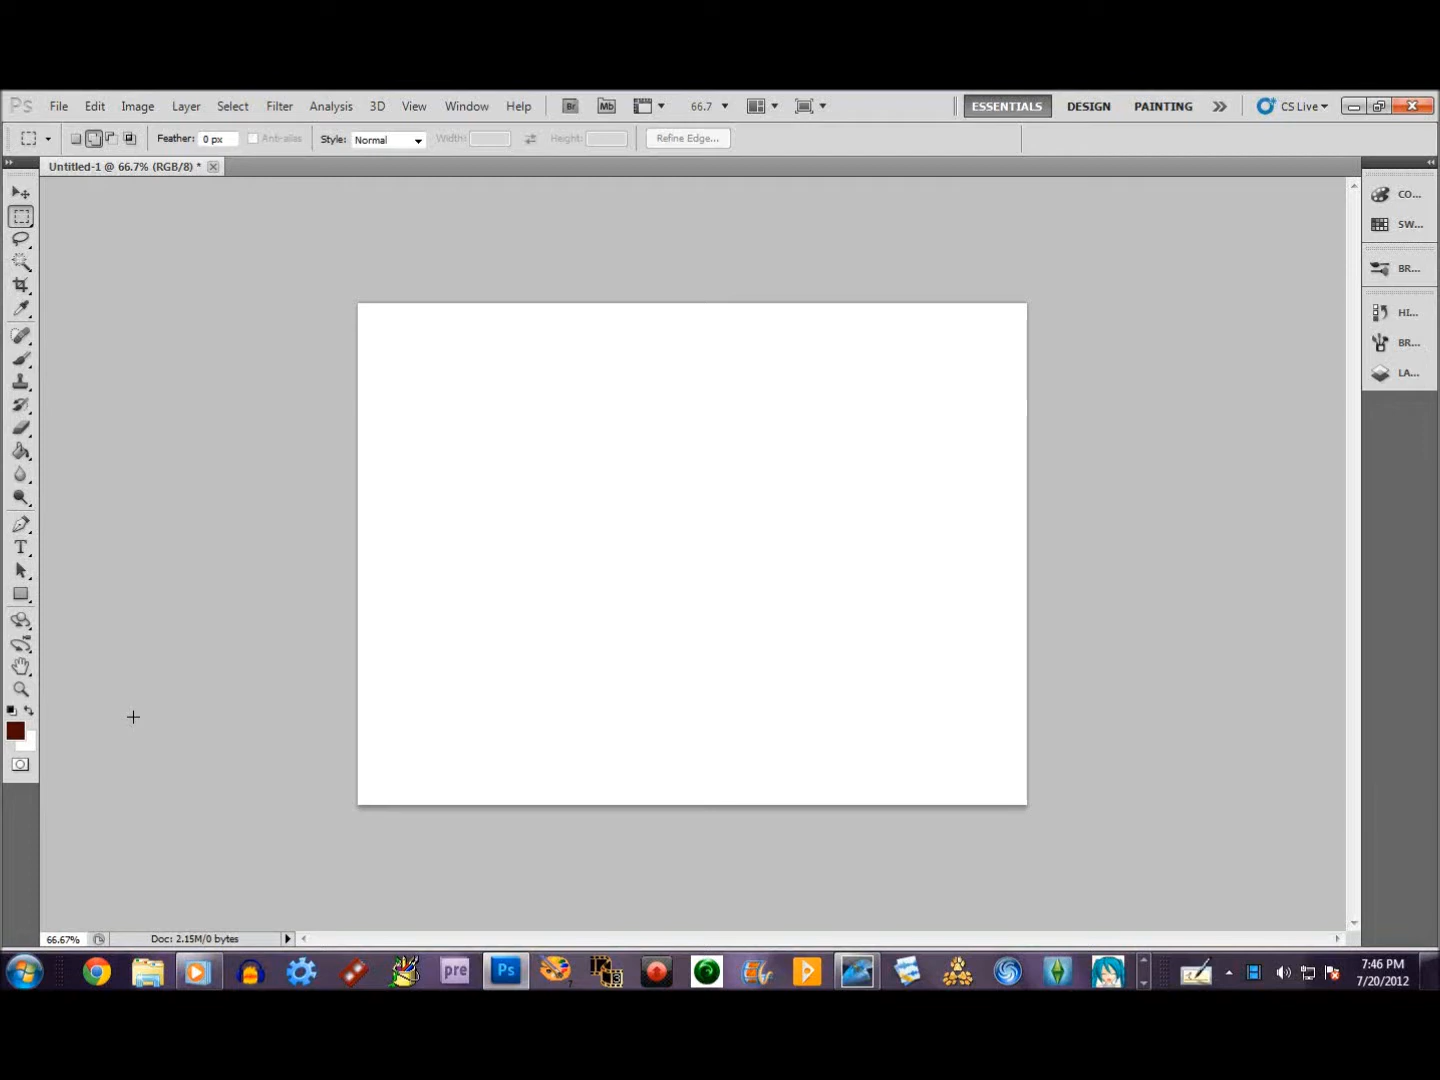 Ps File Edit Image Layer Select Filter Analysis 3D View Window Help Br Mb 66.7 ESSENTIALS DESIGN PAINTING CS Live
Feather: 0 px Anti-alias Style: Normal Width: Height: Refine Edge...
Untitled-1 @ 66.7% (RGB/8) *
CO...
SW...
BR...
HI...
BR...
LA...
T
66.67% Doc: 2.15M/0 bytes
pre Ps 7:46 PM
7/20/2012